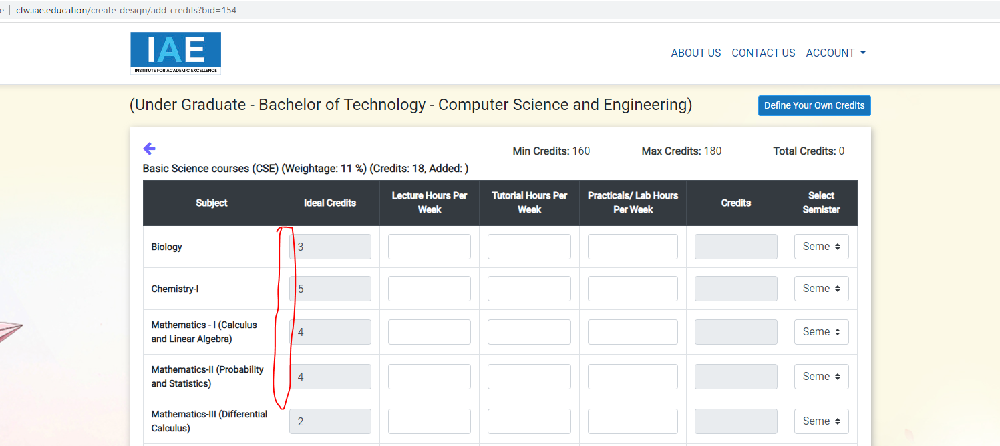 e | cfw.iae.education/create-design/add-credits?bid=154
IAE
INSTITUTE FOR ACADEMIC EXCELLENCE
ABOUT US CONTACT US ACCOUNT
(Under Graduate - Bachelor of Technology - Computer Science and Engineering)
Define Your Own Credits
Min Credits: 160 Max Credits: 180 Total Credits: 0
Basic Science courses (CSE) (Weightage: 11 %) (Credits: 18, Added: )
Subject Ideal Credits Lecture Hours Per Week Tutorial Hours Per Week Practicals/ Lab Hours Per Week Credits Select Semister
Biology 3 Seme
Chemistry-I 5 Seme
Mathematics - I (Calculus and Linear Algebra) 4 Seme
Mathematics-II (Probability and Statistics) 4 Seme
Mathematics-III (Differential Calculus) 2 Seme